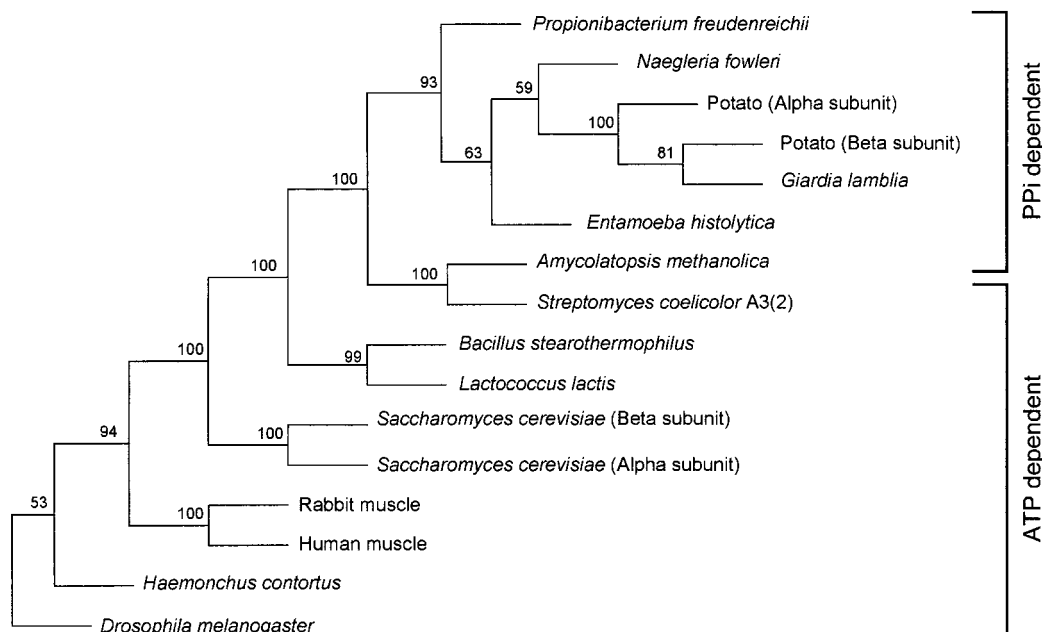 Propionibacterium freudenreichii
93
Naegleria fowleri
59
Potato (Alpha subunit)
100
Potato (Beta subunit)
81
63
Giardia lamblia
100
Entamoeba histolytica
PPi dependent
Amycolatopsis methanolica
100
100
Streptomyces coelicolor A3(2)
Bacillus stearothermophilus
99
100
Lactococcus lactis
Saccharomyces cerevisiae (Beta subunit)
100
94
Saccharomyces cerevisiae (Alpha subunit)
ATP dependent
Rabbit muscle
53
100
Human muscle
Haemonchus contortus
Drosophila melanogaster